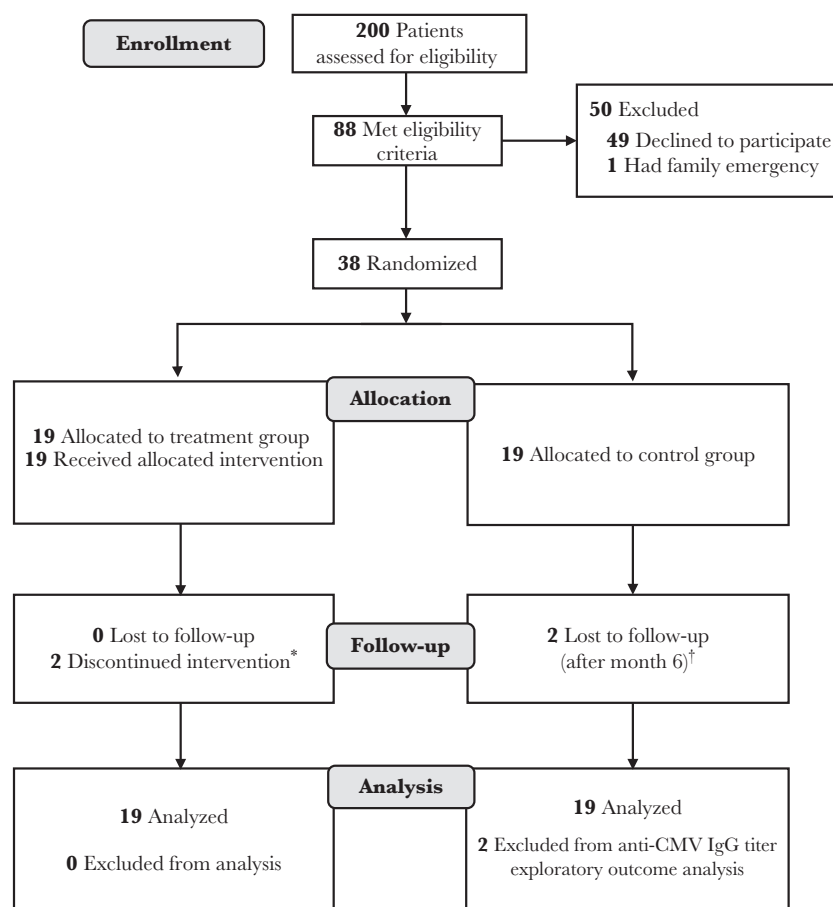 Enrollment
200 Patients
assessed for eligibility
88 Met eligibility
criteria
50 Excluded
49 Declined to participate
1 Had family emergency
38 Randomized
Allocation
19 Allocated to treatment group
19 Received allocated intervention
19 Allocated to control group
Follow-up
0 Lost to follow-up
2 Discontinued intervention*
2 Lost to follow-up
(after month 6)†
Analysis
19 Analyzed
0 Excluded from analysis
19 Analyzed
2 Excluded from anti-CMV IgG titer
exploratory outcome analysis